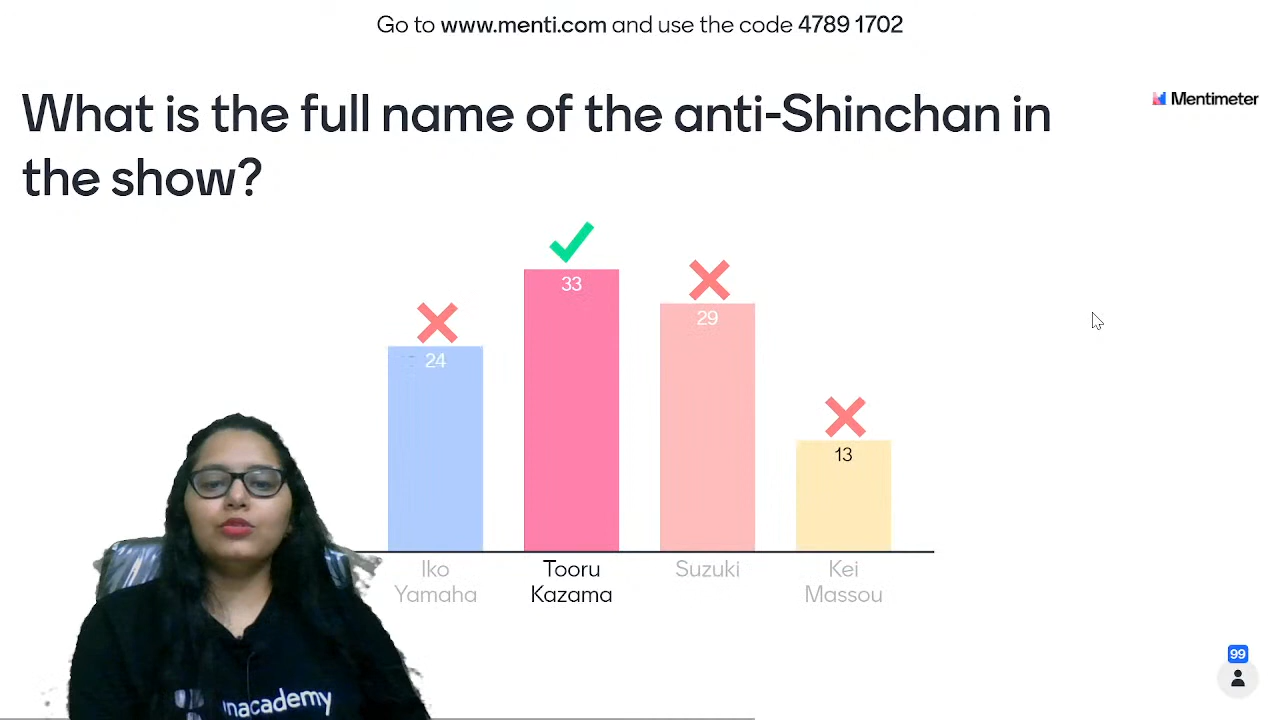 Go to www.menti.com and use the code 4789 1702
What is the full name of the anti-Shinchan in
the show?
Mentimeter
33
29
24
13
Iko
Yamaha
Tooru
Kazama
Suzuki
Kei
Massou
99
unacademy